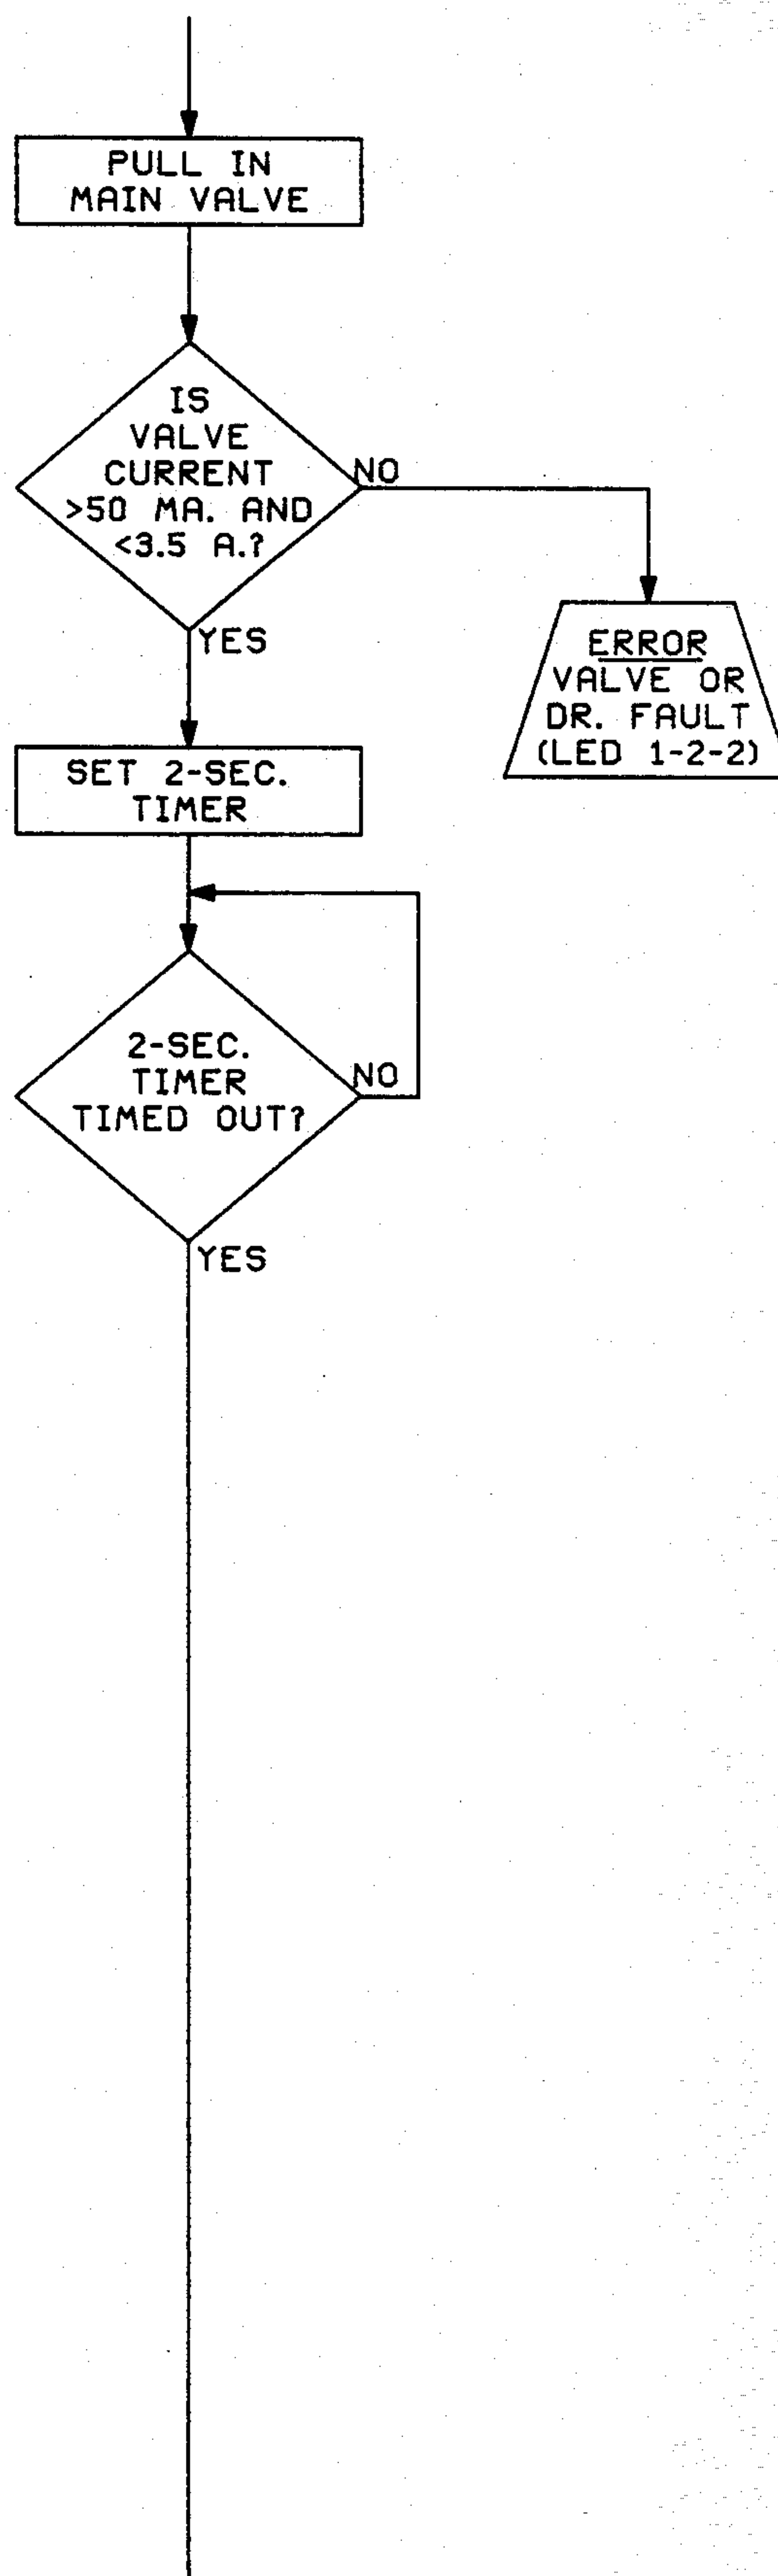 PULL IN
MAIN VALVE
IS
VALVE
CURRENT
>50 MA. AND
<3.5 A.?
NO
YES
ERROR
VALVE OR
DR. FAULT
(LED 1-2-2)
SET 2-SEC.
TIMER
2-SEC.
TIMER
TIMED OUT?
NO
YES